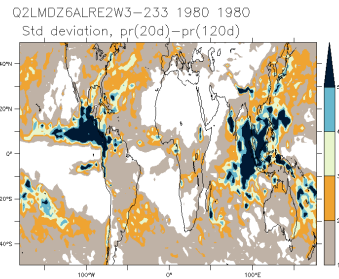 Q2LMDZ6ALRE2W3-233 1980 1980
Std deviation, pr(20d)-pr(120d)
40°N
20°N
0°
20°S
40°S
100°W
0°
100°E
5
4
3
2
1